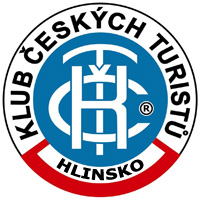 KLUB ČESKÝCH TURISTŮ
KČT
®
HLINSKO